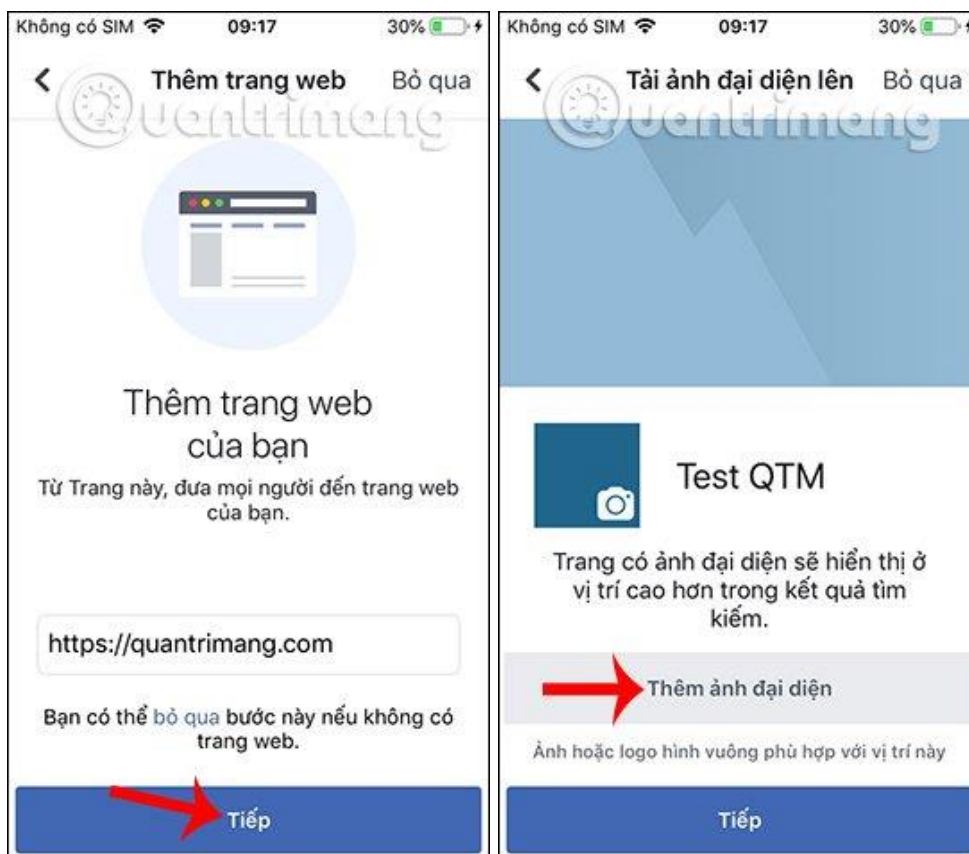 Không có SIM 09:17 30%
Thêm trang web Bỏ qua
Quantrimang
Thêm trang web
của bạn
Từ Trang này, đưa mọi người đến trang web
của bạn.
https://quantrimang.com
Bạn có thể bỏ qua bước này nếu không có
trang web.
Tiếp
Không có SIM 09:17 30%
Tải ảnh đại diện lên Bỏ qua
Quantrimang
Test QTM
Trang có ảnh đại diện sẽ hiển thị ở
vị trí cao hơn trong kết quả tìm
kiếm.
Thêm ảnh đại diện
Ảnh hoặc logo hình vuông phù hợp với vị trí này
Tiếp